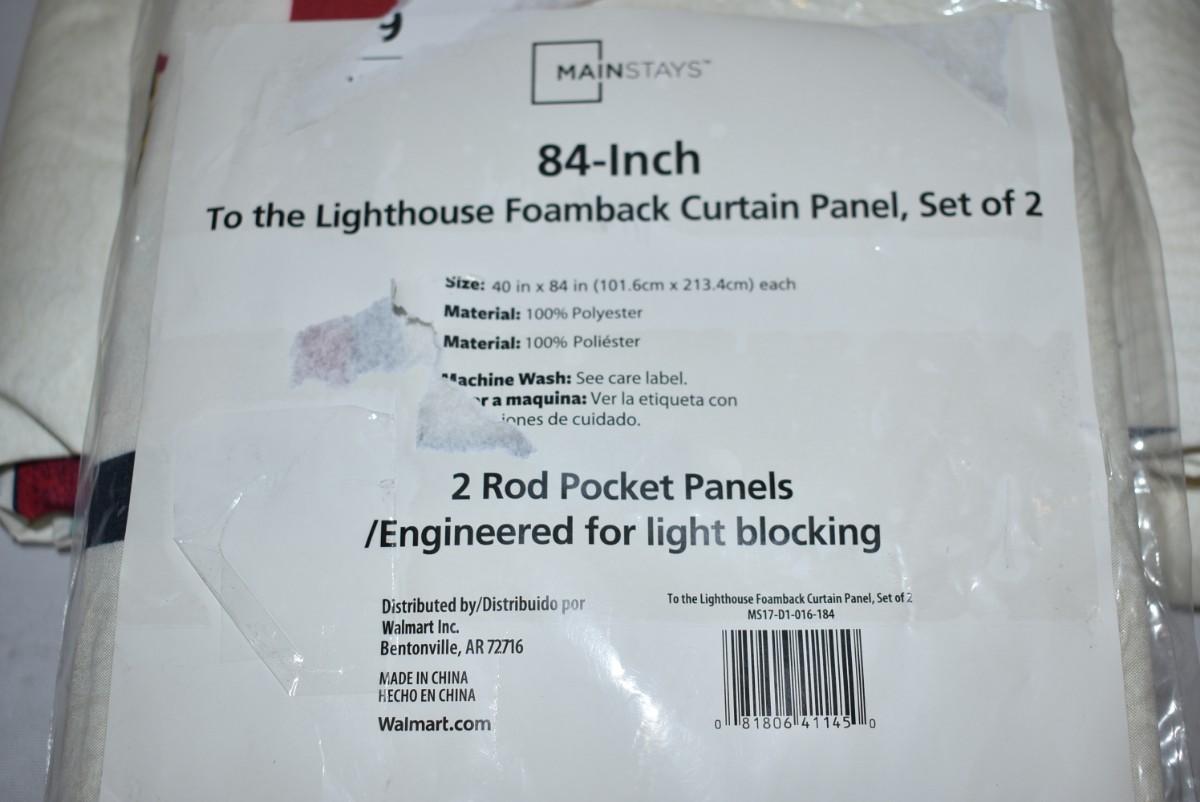 9
MAINSTAYS™
84-Inch
To the Lighthouse Foamback Curtain Panel, Set of 2
Size: 40 in x 84 in (101.6cm x 213.4cm) each
Material: 100% Polyester
Material: 100% Poliéster
Machine Wash: See care label.
r a maquina: Ver la etiqueta con
iones de cuidado.
2 Rod Pocket Panels
/Engineered for light blocking
Distributed by/Distribuido por
Walmart Inc.
Bentonville, AR 72716
MADE IN CHINA
HECHO EN CHINA
Walmart.com
To the Lighthouse Foamback Curtain Panel, Set of 2
MS17-D1-016-184
0 81806 41145 0